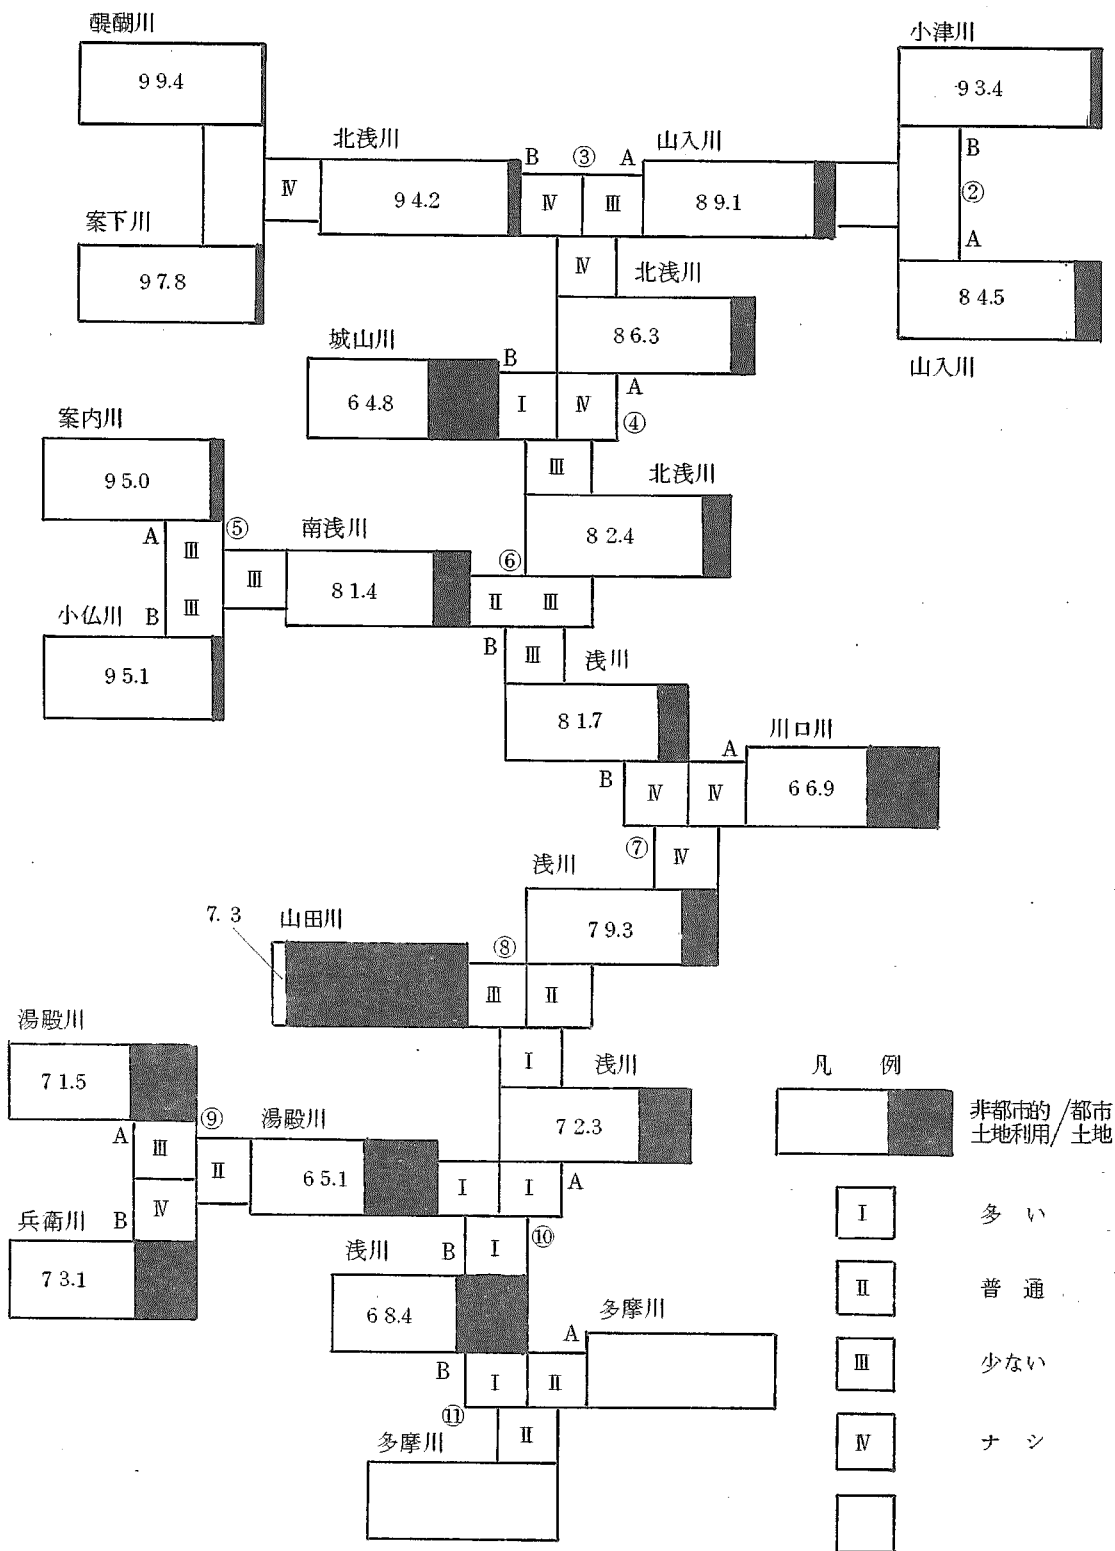 醍醐川
小津川
99.4
93.4
北浅川
B ③ A
山入川
B
Ⅳ
94.2
Ⅳ Ⅲ
89.1
②
案下川
A
97.8
Ⅳ
北浅川
84.5
86.3
城山川
B
山入川
64.8
Ⅰ Ⅳ
A
④
案内川
Ⅲ
北浅川
95.0
82.4
A
Ⅲ
⑤
南浅川
⑥
Ⅲ
81.4
Ⅱ Ⅲ
小仏川
B
Ⅲ
95.1
B
Ⅲ
浅川
81.7
川口川
A
B
Ⅳ Ⅳ
66.9
⑦
Ⅳ
浅川
7.3
山田川
79.3
⑧
Ⅲ Ⅱ
湯殿川
Ⅰ
浅川
凡 例
71.5
72.3
非都市的/都市
土地利用/土地
A
Ⅲ
⑨
湯殿川
Ⅱ
65.1
Ⅰ Ⅰ
A
Ⅰ
多い
兵衛川
B
Ⅳ
73.1
浅川
B
Ⅰ
⑩
Ⅱ
普通
68.4
多摩川
A
B
Ⅰ Ⅱ
Ⅲ
少ない
⑪
多摩川
Ⅱ
Ⅳ
ナシ